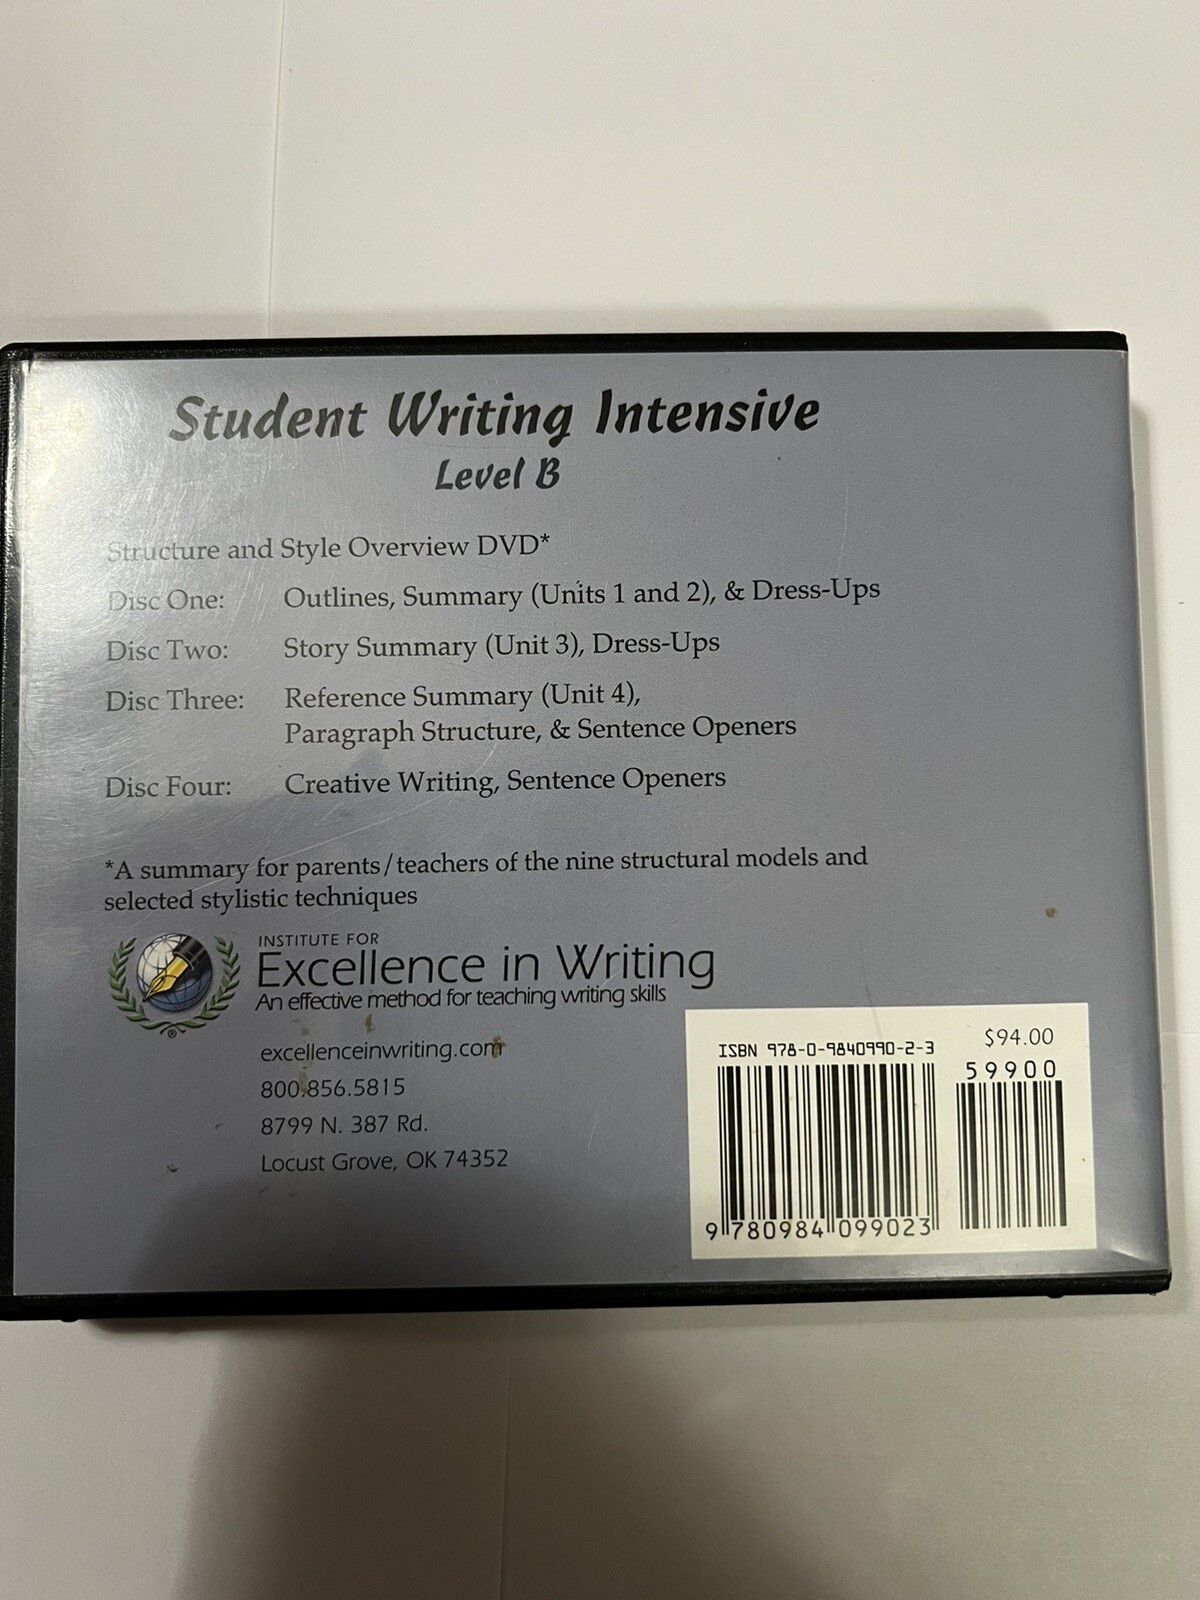 Student Writing Intensive
Level B
Structure and Style Overview DVD*
Disc One: Outlines, Summary (Units 1 and 2), & Dress-Ups
Disc Two: Story Summary (Unit 3), Dress-Ups
Disc Three: Reference Summary (Unit 4),
Paragraph Structure, & Sentence Openers
Disc Four: Creative Writing, Sentence Openers
*A summary for parents/teachers of the nine structural models and
selected stylistic techniques
INSTITUTE FOR
Excellence in Writing
An effective method for teaching writing skills
®
excellenceinwriting.com
800.856.5815
8799 N. 387 Rd.
Locust Grove, OK 74352
$94.00
ISBN 978-0-9840990-2-3
59900
9 780984 099023